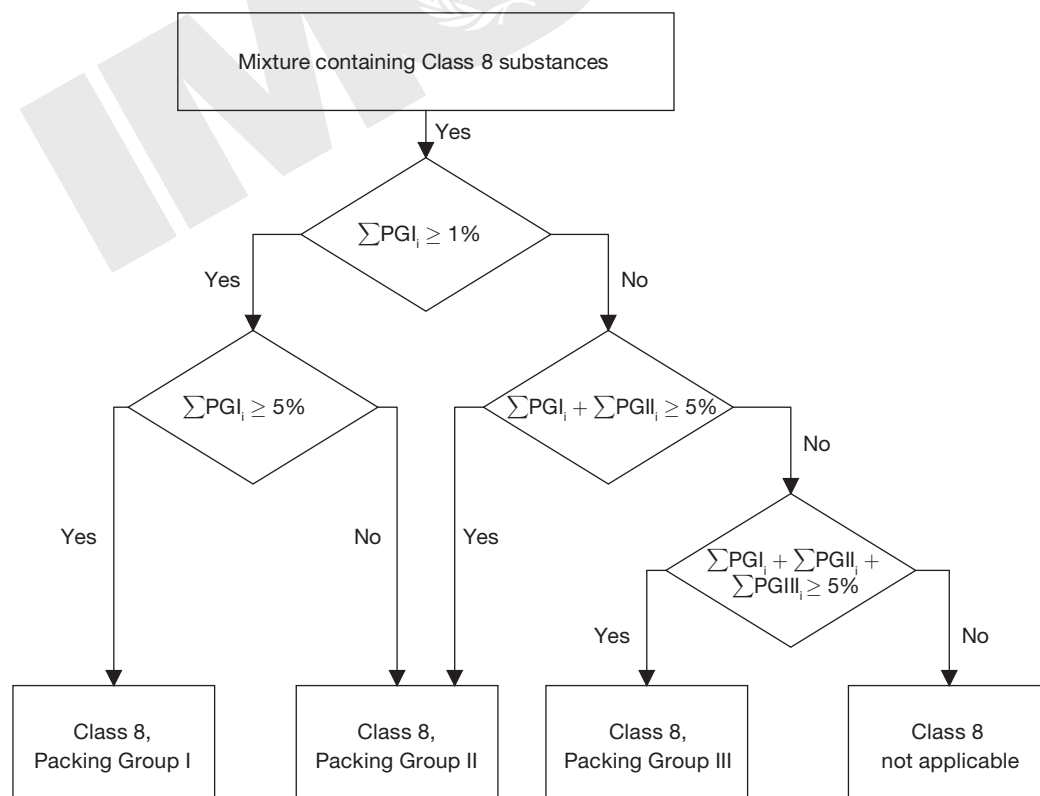 Mixture containing Class 8 substances
Yes
∑PGIᵢ ≥ 1%
Yes
No
∑PGIᵢ ≥ 5%
∑PGIᵢ + ∑PGIIᵢ ≥ 5%
No
Yes
No
Yes
∑PGIᵢ + ∑PGIIᵢ +
∑PGIIIᵢ ≥ 5%
Yes
No
Class 8,
Packing Group I
Class 8,
Packing Group II
Class 8,
Packing Group III
Class 8
not applicable